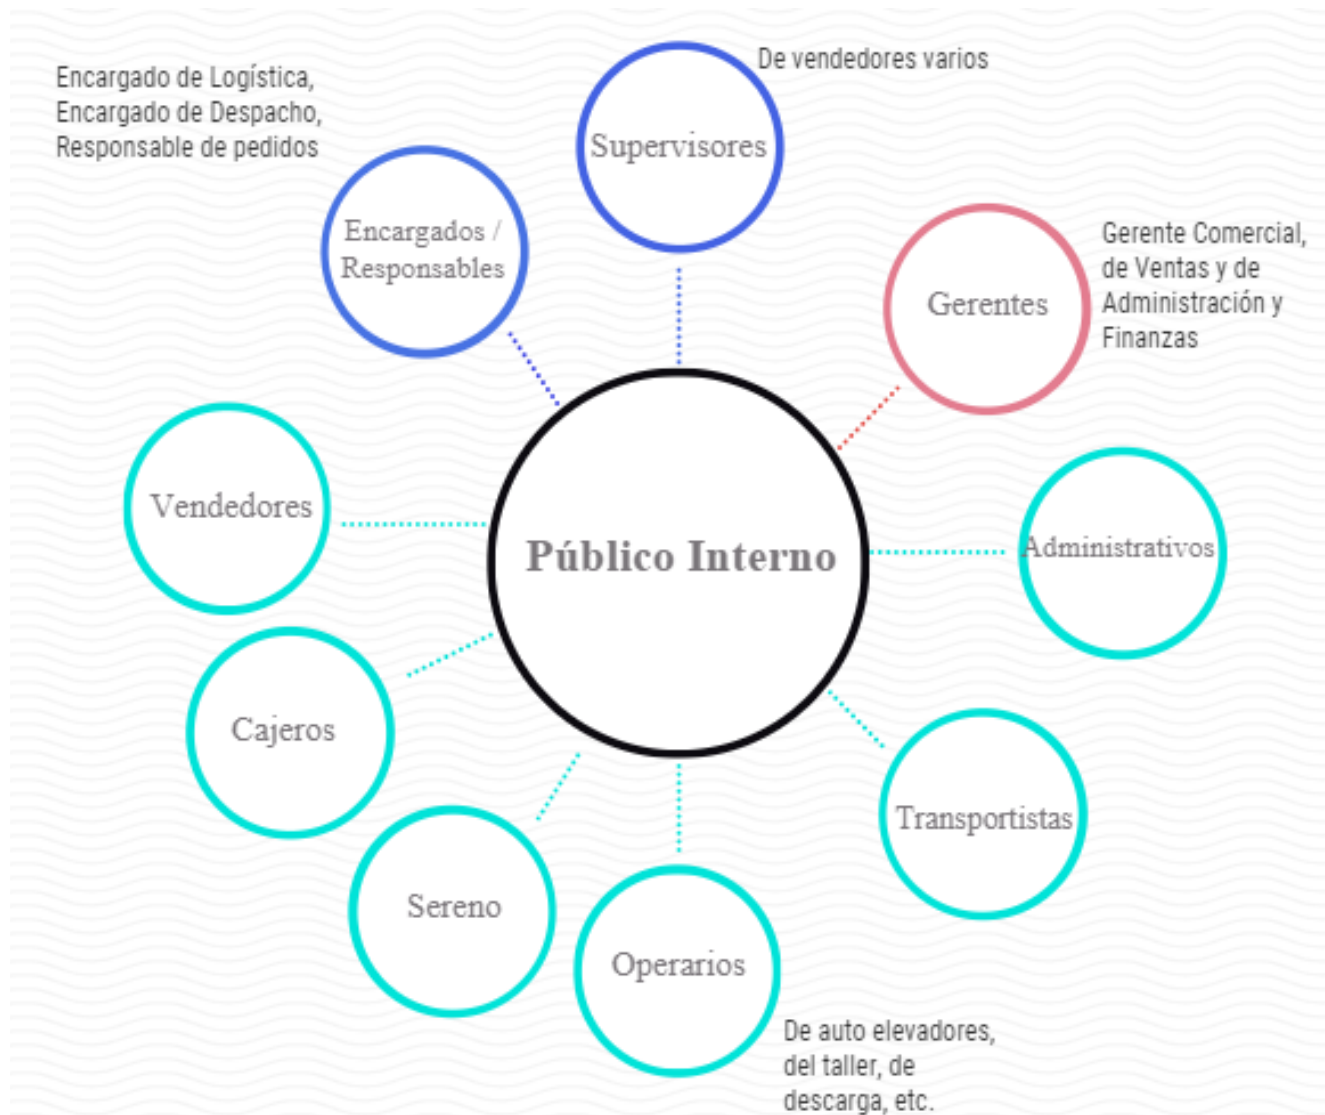 De vendedores varios
Encargado de Logística,
Encargado de Despacho,
Responsable de pedidos
Supervisores
Encargados /
Responsables
Gerente Comercial,
de Ventas y de
Administración y
Finanzas
Gerentes
Vendedores
Público Interno
Administrativos
Cajeros
Transportistas
Sereno
Operarios
De auto elevadores,
del taller, de
descarga, etc.